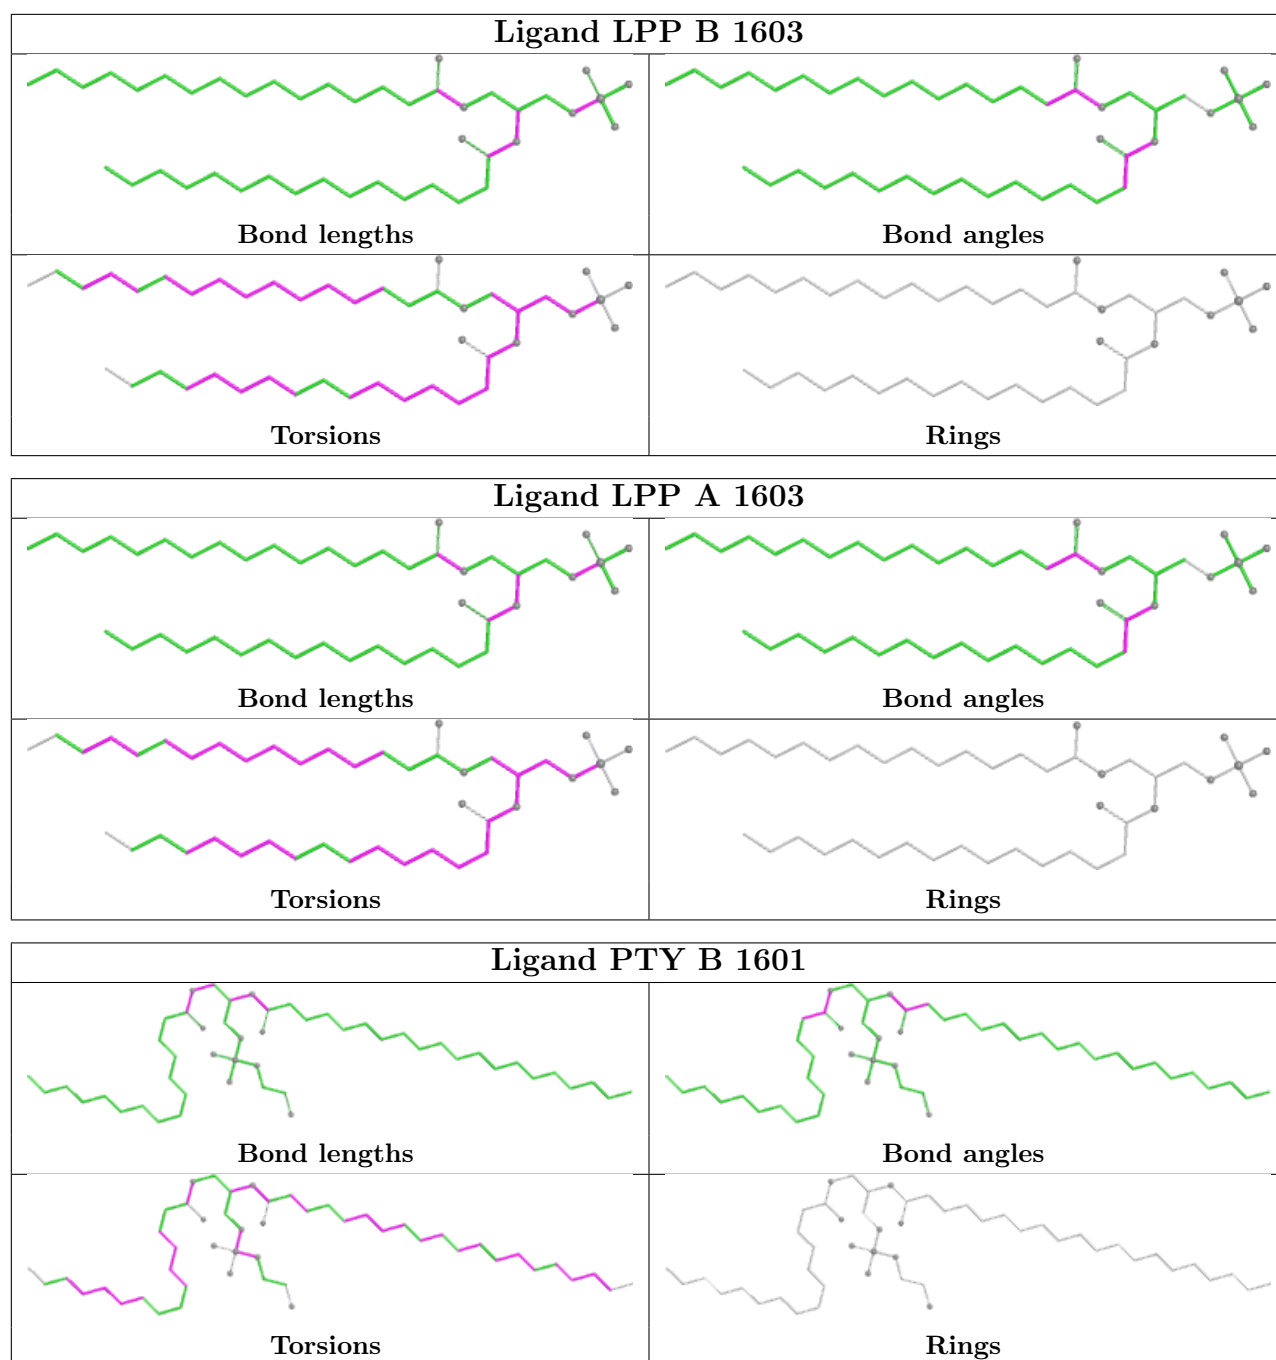 Ligand LPP B 1603
Bond lengths
Bond angles
Torsions
Rings
Ligand LPP A 1603
Bond lengths
Bond angles
Torsions
Rings
Ligand PTY B 1601
Bond lengths
Bond angles
Torsions
Rings